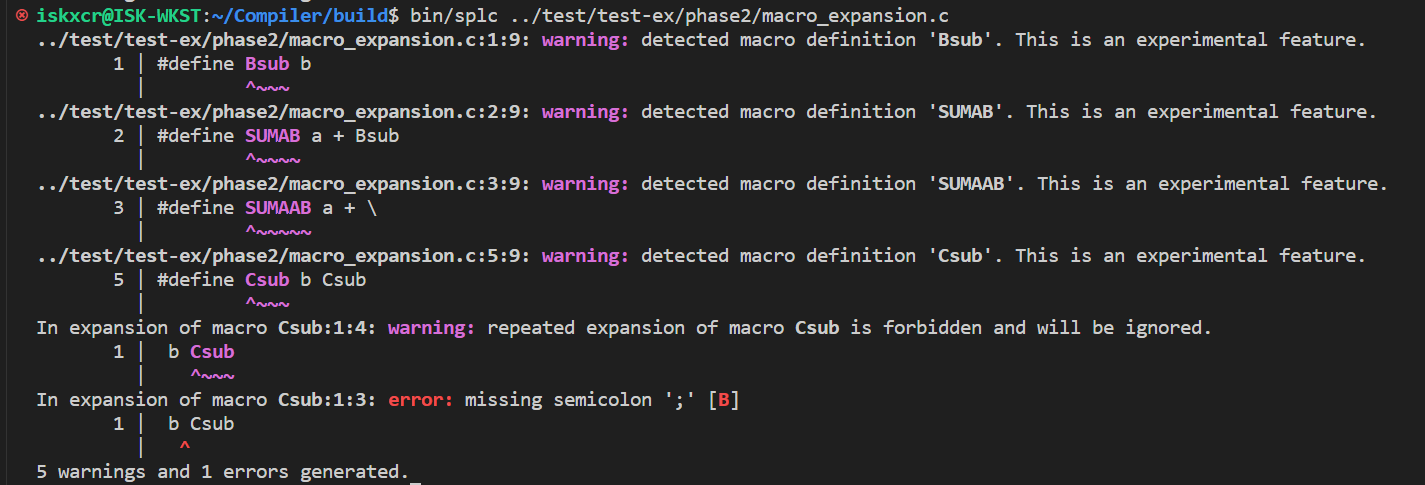 iskxcr@ISK-WKST:~/Compiler/build$ bin/splc ../test/test-ex/phase2/macro_expansion.c
../test/test-ex/phase2/macro_expansion.c:1:9: warning: detected macro definition 'Bsub'. This is an experimental feature.
1 | #define Bsub b
| ^~~~
../test/test-ex/phase2/macro_expansion.c:2:9: warning: detected macro definition 'SUMAB'. This is an experimental feature.
2 | #define SUMAB a + Bsub
| ^~~~~
../test/test-ex/phase2/macro_expansion.c:3:9: warning: detected macro definition 'SUMAAB'. This is an experimental feature.
3 | #define SUMAAB a + \
| ^~~~~~
../test/test-ex/phase2/macro_expansion.c:5:9: warning: detected macro definition 'Csub'. This is an experimental feature.
5 | #define Csub b Csub
| ^~~~
In expansion of macro Csub:1:4: warning: repeated expansion of macro Csub is forbidden and will be ignored.
1 | b Csub
| ^~~~
In expansion of macro Csub:1:3: error: missing semicolon ';' [B]
1 | b Csub
| ^
5 warnings and 1 errors generated.